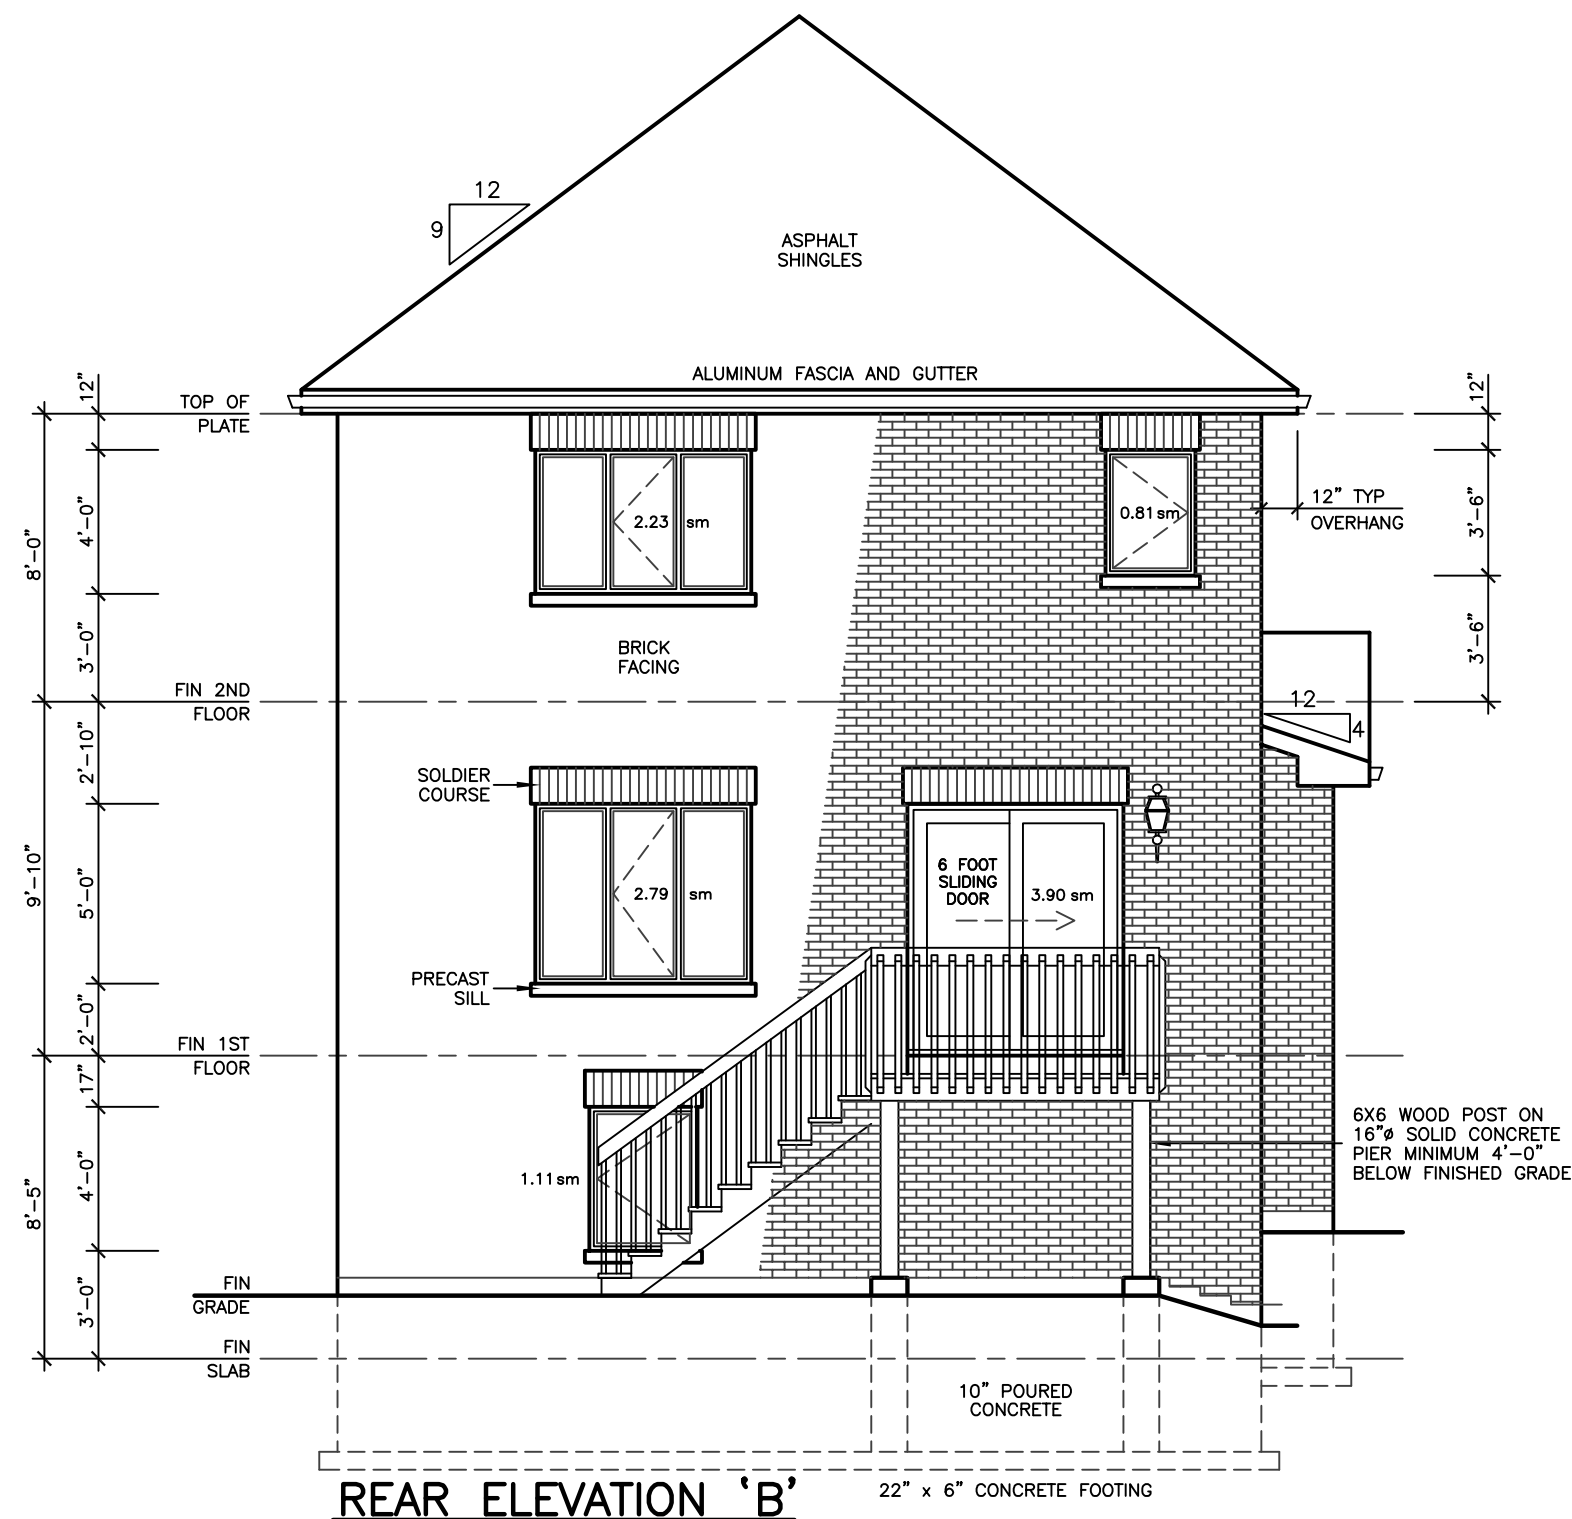 12
9
ASPHALT
SHINGLES
ALUMINUM FASCIA AND GUTTER
12"
TOP OF
PLATE
12"
4'-0"
8'-0"
2.23 sm
0.81 sm
12" TYP
OVERHANG
3'-6"
3'-0"
BRICK
FACING
3'-6"
FIN 2ND
FLOOR
12
4
2'-10"
SOLDIER
COURSE
9'-10"
5'-0"
2.79 sm
6 FOOT
SLIDING
DOOR
3.90 sm
PRECAST
SILL
2'-0"
FIN 1ST
FLOOR
17"
4'-0"
8'-5"
1.11 sm
6X6 WOOD POST ON
16"ø SOLID CONCRETE
PIER MINIMUM 4'-0"
BELOW FINISHED GRADE
3'-0"
FIN
GRADE
FIN
SLAB
10" POURED
CONCRETE
REAR ELEVATION 'B'
22" x 6" CONCRETE FOOTING